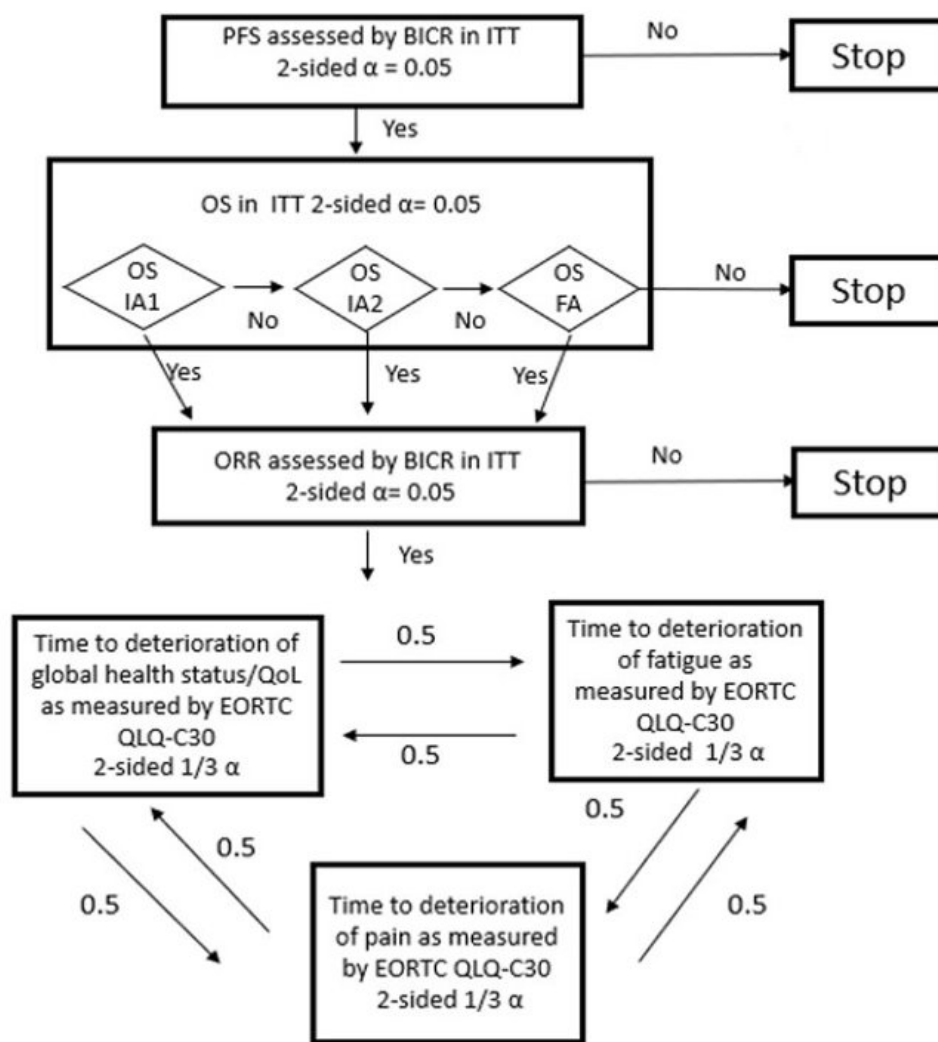 PFS assessed by BICR in ITT
2-sided α = 0.05
No
Stop
Yes
OS in  ITT 2-sided α= 0.05
OS
IA1
No
OS
IA2
No
OS
FA
No
Stop
Yes
Yes
Yes
ORR assessed by BICR in ITT
2-sided α= 0.05
No
Stop
Yes
Time to deterioration of
global health status/QoL
as measured by EORTC
QLQ-C30
2-sided 1/3 α
0.5
0.5
Time to deterioration
of fatigue as
measured by EORTC
QLQ-C30
2-sided  1/3 α
0.5
0.5
0.5
0.5
Time to deterioration
of pain as measured
by EORTC QLQ-C30
2-sided 1/3 α